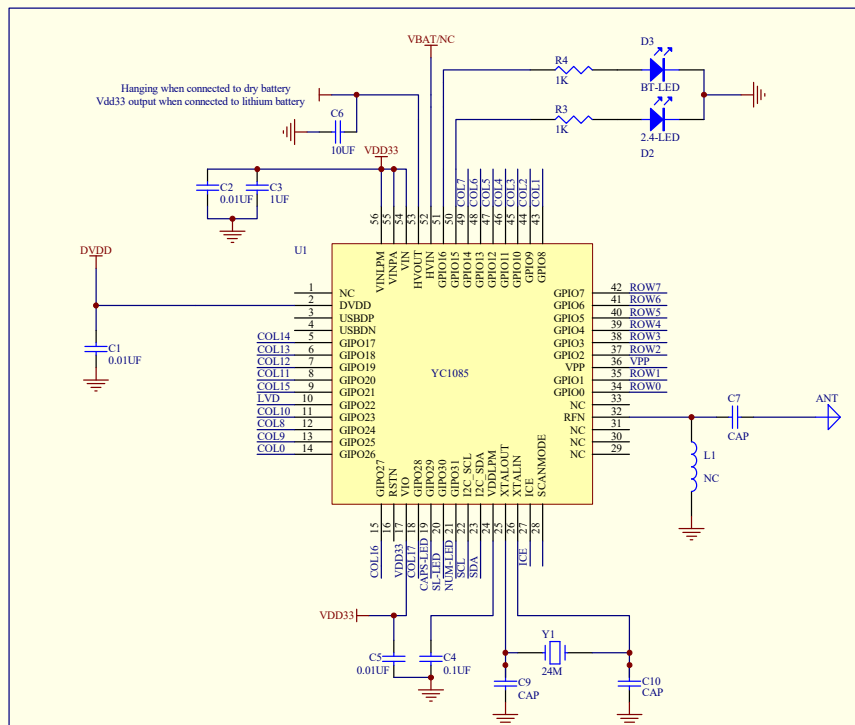 VBAT/NC
D3
R4
1K
BT-LED
Hanging when connected to dry battery
Vdd33 output when connected to lithium battery
C6
10UF
R3
1K
2.4-LED
D2
VDD33
C2
0.01UF
C3
1UF
COL7
COL6
COL5
COL4
COL3
COL2
COL1
56
55
54
53
52
51
50
49
48
47
46
45
44
43
U1
VINLPM
VINPA
VIN
HVOUT
HVIN
GPIO16
GPIO15
GPIO14
GPIO13
GPIO12
GPIO11
GPIO10
GPIO9
GPIO8
DVDD
1 NC
2 DVDD
3 USBDP
4 USBDN
COL14 5 GIPO17
COL13 6 GIPO18
COL12 7 GIPO19
COL11 8 GIPO20
COL15 9 GIPO21
LVD 10 GIPO22
COL10 11 GIPO23
COL8 12 GIPO24
COL9 13 GIPO25
COL0 14 GIPO26
C1
0.01UF
YC1085
GPIO7 42 ROW7
GPIO6 41 ROW6
GPIO5 40 ROW5
GPIO4 39 ROW4
GPIO3 38 ROW3
GPIO2 37 ROW2
VPP 36 VPP
GPIO1 35 ROW1
GPIO0 34 ROW0
NC 33
RFN 32
NC 31
NC 30
NC 29
C7
CAP
ANT
L1
NC
GIPO27
RSTN
VIO
GIPO28
GIPO29
GIPO30
GIPO31
I2C_SCL
I2C_SDA
VDDLPM
XTALOUT
XTALIN
ICE
SCANMODE
15
16
17
18
19
20
21
22
23
24
25
26
27
28
COL16
VDD33
COL17
CAPS-LED
SL-LED
NUM-LED
SCL
SDA
ICE
VDD33
C5
0.01UF
C4
0.1UF
Y1
24M
C9
CAP
C10
CAP